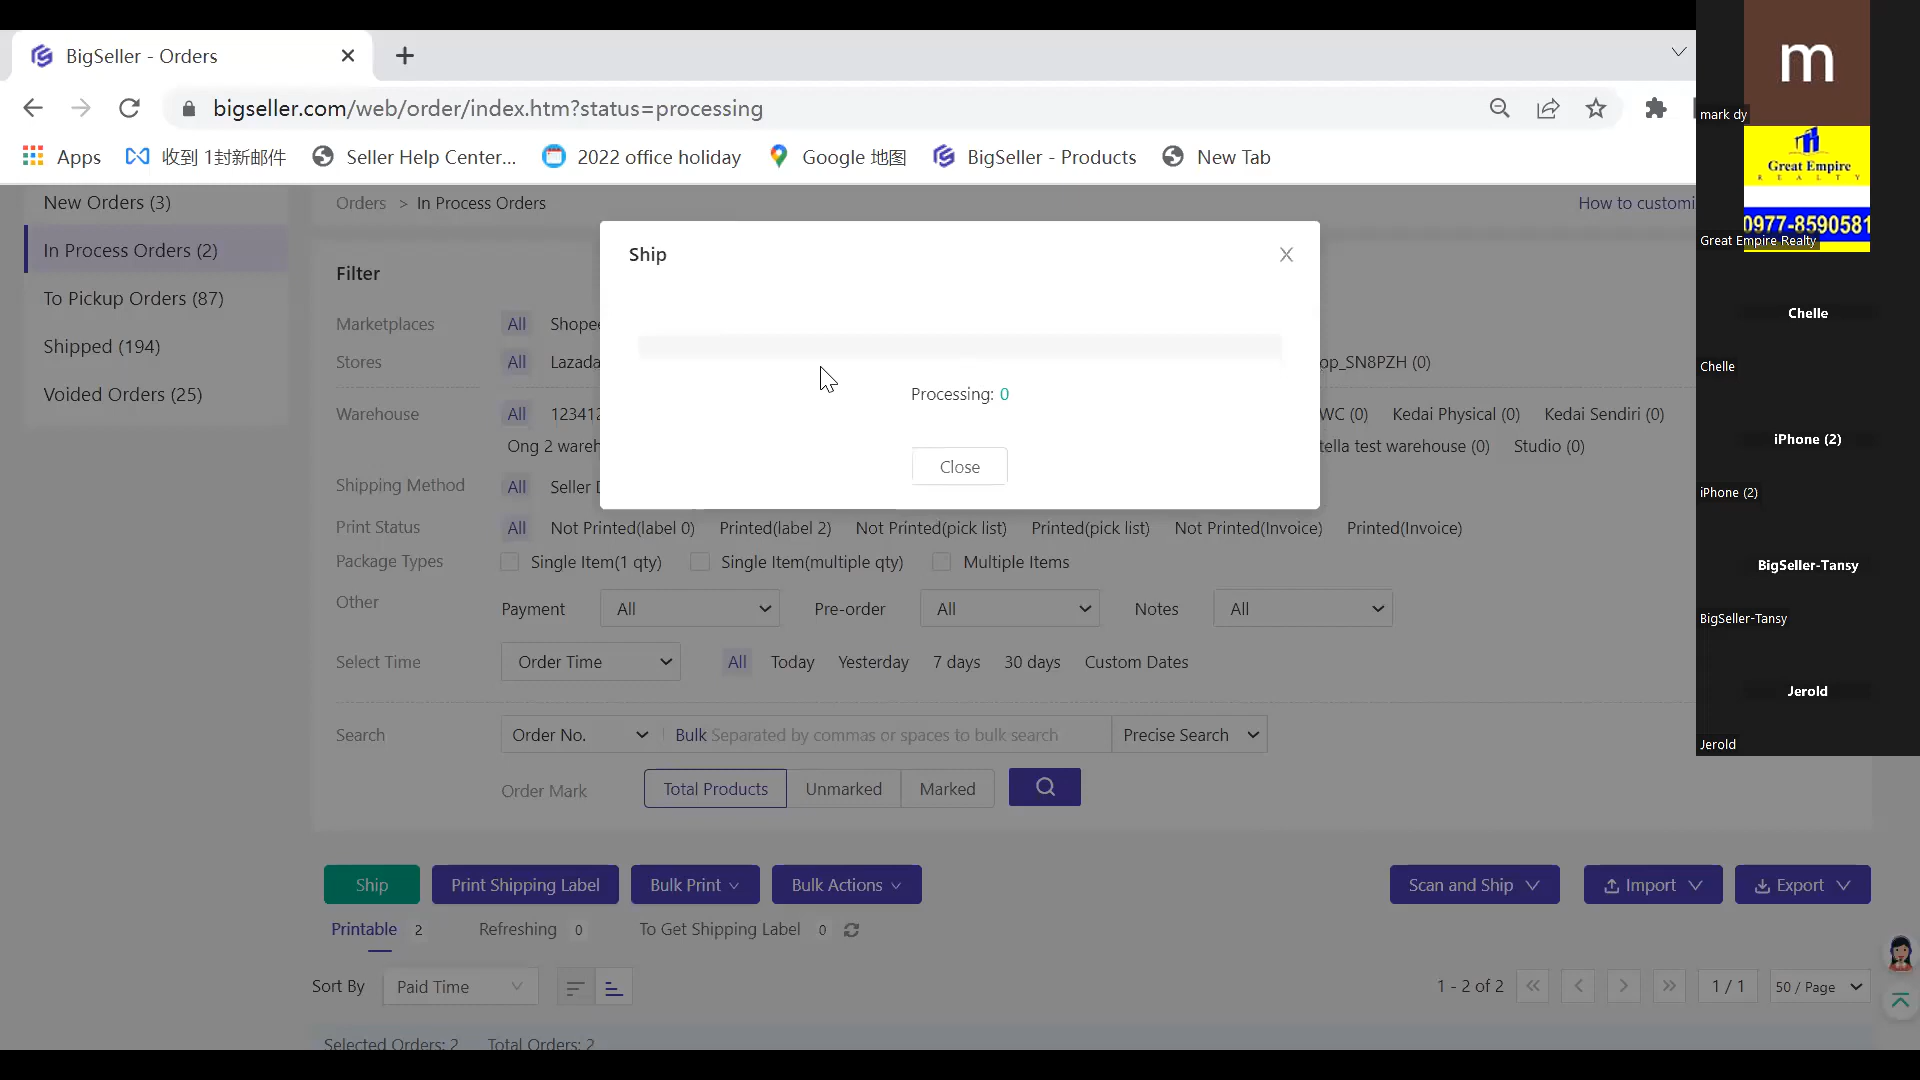 BigSeller - Orders
bigseller.com/web/order/index.htm?status=processing
Apps
收到 1封新邮件
Seller Help Center...
2022 office holiday
Google 地图
BigSeller - Products
New Tab
New Orders (3)
In Process Orders (2)
To Pickup Orders (87)
Shipped (194)
Voided Orders (25)
Orders > In Process Orders
How to customi
Filter
Marketplaces All Shopee
Stores All Lazada op_SN8PZH (0)
Warehouse All 123412 WC (0) Kedai Physical (0) Kedai Sendiri (0)
Ong 2 wareh tella test warehouse (0) Studio (0)
Shipping Method All Seller D
Print Status All Not Printed(label 0) Printed(label 2) Not Printed(pick list) Printed(pick list) Not Printed(Invoice) Printed(Invoice)
Package Types Single Item(1 qty) Single Item(multiple qty) Multiple Items
Other Payment All Pre-order All Notes All
Select Time Order Time All Today Yesterday 7 days 30 days Custom Dates
Search Order No. Bulk Separated by commas or spaces to bulk search Precise Search
Order Mark Total Products Unmarked Marked
Ship
Processing: 0
Close
Ship Print Shipping Label Bulk Print Bulk Actions Scan and Ship Import Export
Printable 2 Refreshing 0 To Get Shipping Label 0
Sort By Paid Time 1 - 2 of 2 1 / 1 50 / Page
Selected Orders: 2 Total Orders: 2
m
mark dy
Great Empire
REALTY
0977-8590581
Great Empire Realty
Chelle
Chelle
iPhone (2)
iPhone (2)
BigSeller-Tansy
BigSeller-Tansy
Jerold
Jerold